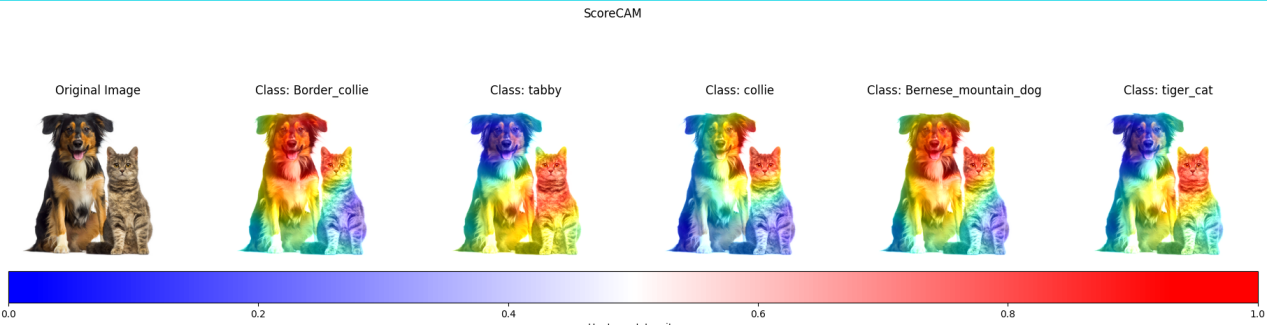 ScoreCAM
Original Image
Class: Border_collie
Class: tabby
Class: collie
Class: Bernese_mountain_dog
Class: tiger_cat
0.0 0.2 0.4 0.6 0.8 1.0